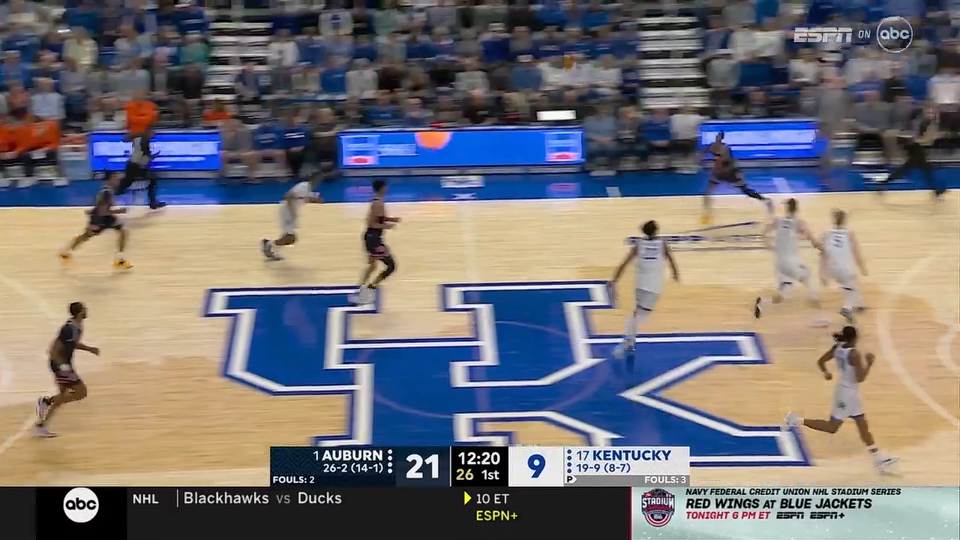 ESPN ON abc
UK
1 AUBURN 21 12:20 9 17 KENTUCKY
26-2 (14-1) 26 1st 19-9 (8-7)
FOULS: 2 P FOULS: 3
abc NHL Blackhawks vs Ducks 10 ET
ESPN+
STADIUM
NAVY FEDERAL CREDIT UNION NHL STADIUM SERIES
RED WINGS AT BLUE JACKETS
TONIGHT 6 PM ET ESPN ESPN+